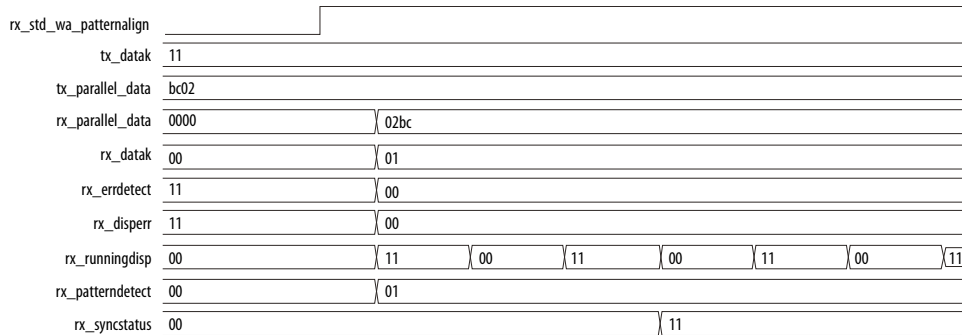 rx_std_wa_patternalign
tx_datak 11
tx_parallel_data bc02
rx_parallel_data 0000 02bc
rx_datak 00 01
rx_errdetect 11 00
rx_disperr 11 00
rx_runningdisp 00 11 00 11 00 11 00 11
rx_patterndetect 00 01
rx_syncstatus 00 11